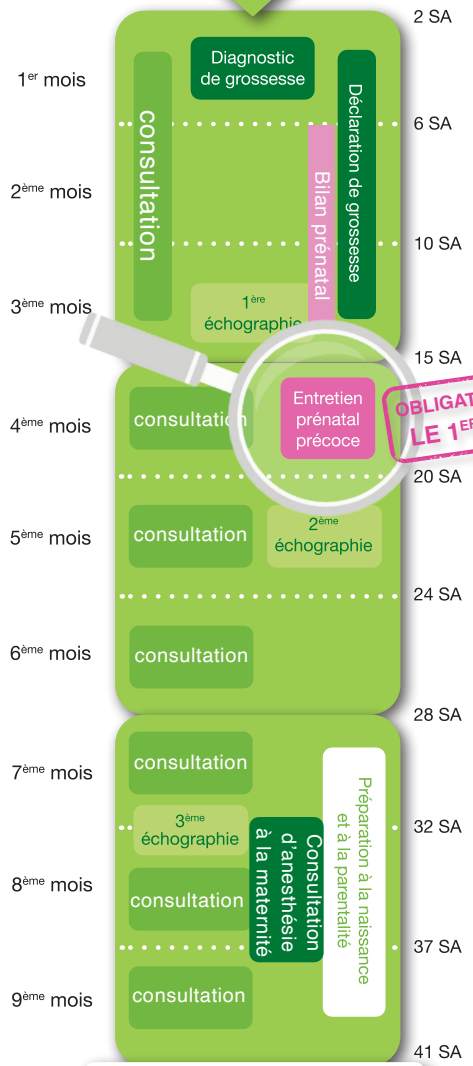 2 SA
Diagnostic
de grossesse
1er mois
consultation
Déclaration de grossesse
6 SA
Bilan prénatal
2ème mois
10 SA
1ère
échographie
3ème mois
15 SA
Entretien
prénatal
précoce
OBLIGAT
LE 1ER
consultation
4ème mois
20 SA
consultation
2ème
échographie
5ème mois
24 SA
consultation
6ème mois
28 SA
consultation
7ème mois
Préparation à la naissance
et à la parentalité
3ème
échographie
32 SA
Consultation
d'anesthésie
à la maternité
8ème mois
consultation
37 SA
consultation
9ème mois
41 SA